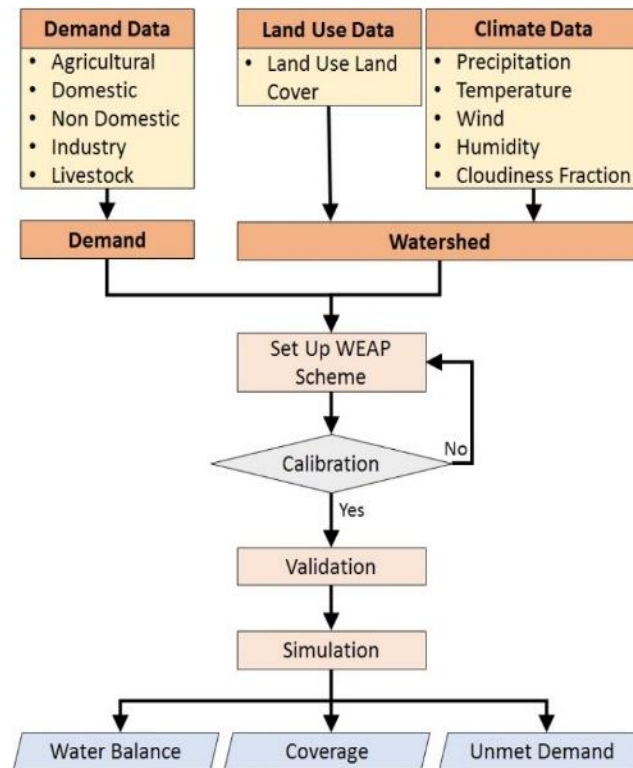 Demand Data
• Agricultural
• Domestic
• Non Domestic
• Industry
• Livestock
Land Use Data
• Land Use Land
Cover
Climate Data
• Precipitation
• Temperature
• Wind
• Humidity
• Cloudiness Fraction
Demand
Watershed
Set Up WEAP
Scheme
Calibration
No
Yes
Validation
Simulation
Water Balance
Coverage
Unmet Demand